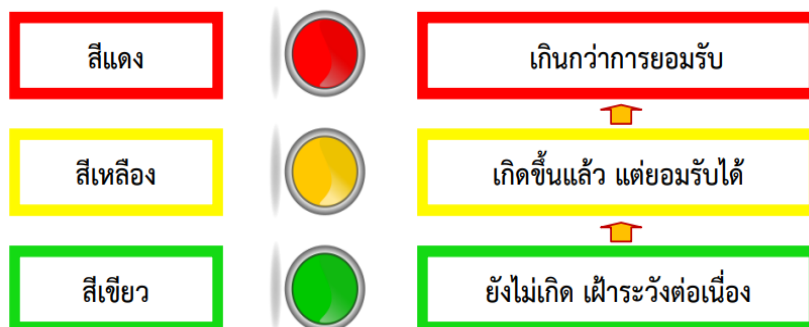 สีแดง
เกินกว่าการยอมรับ
สีเหลือง
เกิดขึ้นแล้ว แต่ยอมรับได้
สีเขียว
ยังไม่เกิด เฝ้าระวังต่อเนื่อง